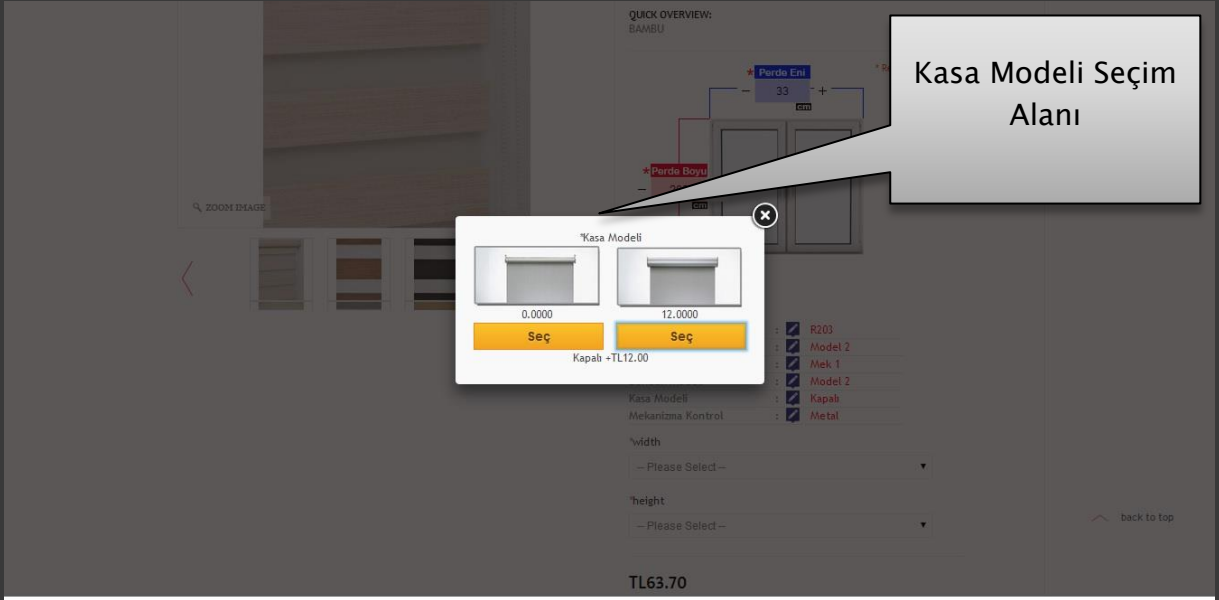 QUICK OVERVIEW:
BAMBU
Kasa Modeli Seçim
Alanı
* Perde Eni
- 33 +
cm
* Perde Boyu
-
cm
ZOOM IMAGE
*Kasa Modeli
0.0000 12.0000
Seç Seç
Kapalı +TL12.00
: R203
: Model 2
: Mek 1
: Model 2
Kasa Modeli : Kapalı
Mekanizma Kontrol : Metal
*width
-- Please Select --
*height
-- Please Select --
back to top
TL63.70